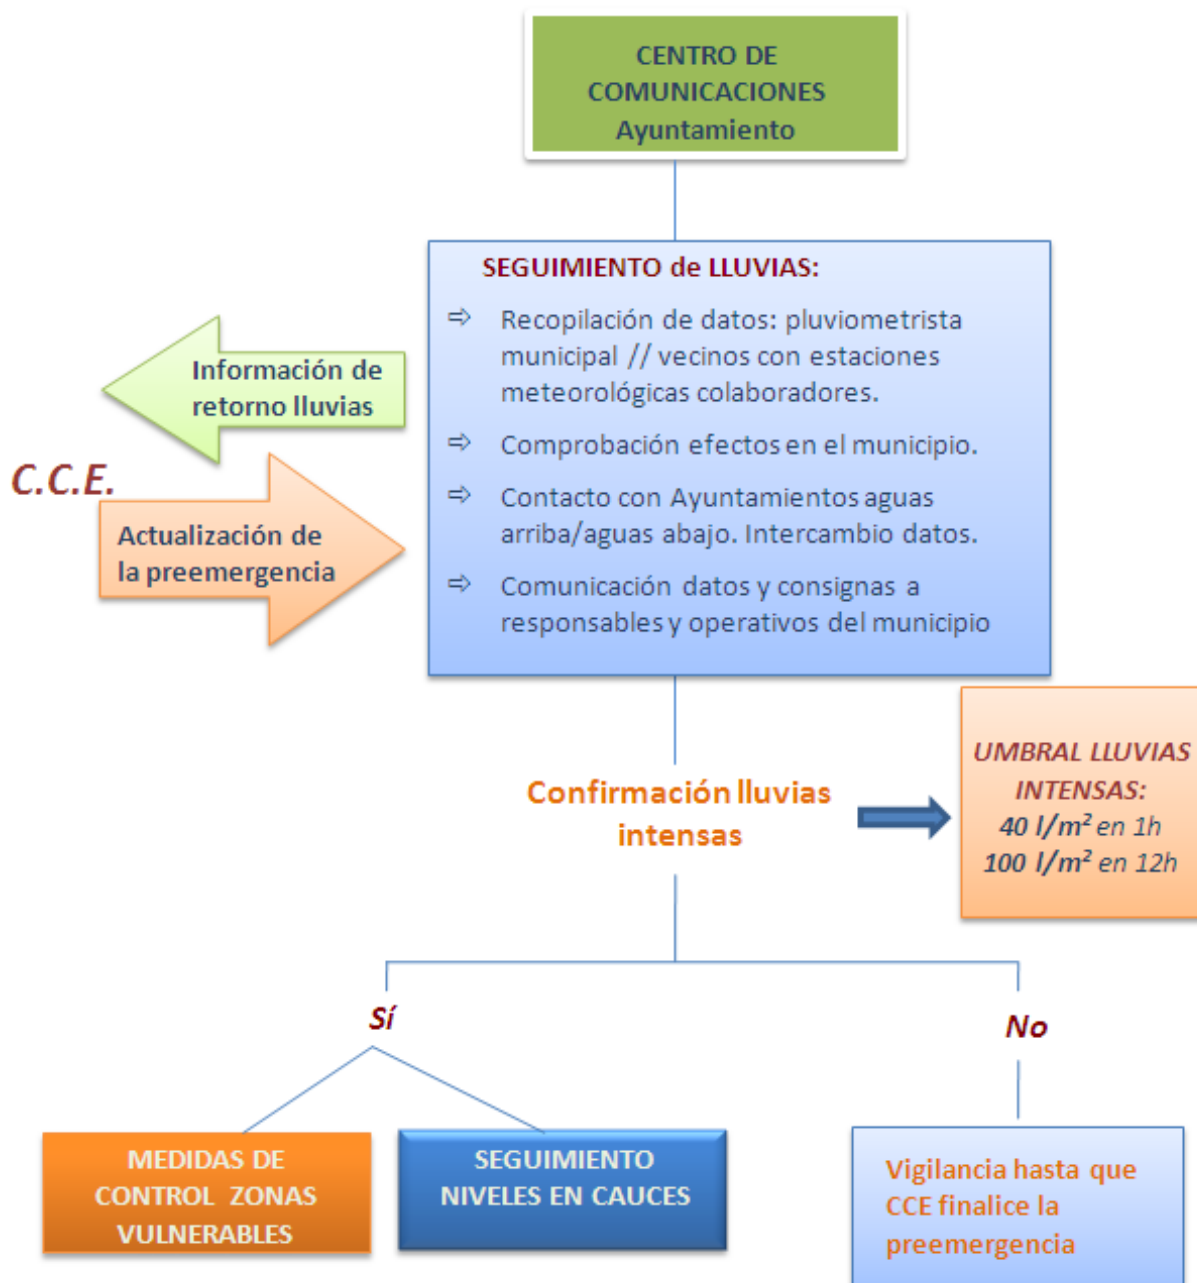 CENTRO DE
COMUNICACIONES
Ayuntamiento
SEGUIMIENTO de LLUVIAS:
⇨ Recopilación de datos: pluviometrista
municipal // vecinos con estaciones
meteorológicas colaboradores.
⇨ Comprobación efectos en el municipio.
⇨ Contacto con Ayuntamientos aguas
arriba/aguas abajo. Intercambio datos.
⇨ Comunicación datos y consignas a
responsables y operativos del municipio
Información de
retorno lluvias
C.C.E.
Actualización de
la preemergencia
Confirmación lluvias
intensas
UMBRAL LLUVIAS
INTENSAS:
40 l/m² en 1h
100 l/m² en 12h
Sí
No
MEDIDAS DE
CONTROL ZONAS
VULNERABLES
SEGUIMIENTO
NIVELES EN CAUCES
Vigilancia hasta que
CCE finalice la
preemergencia